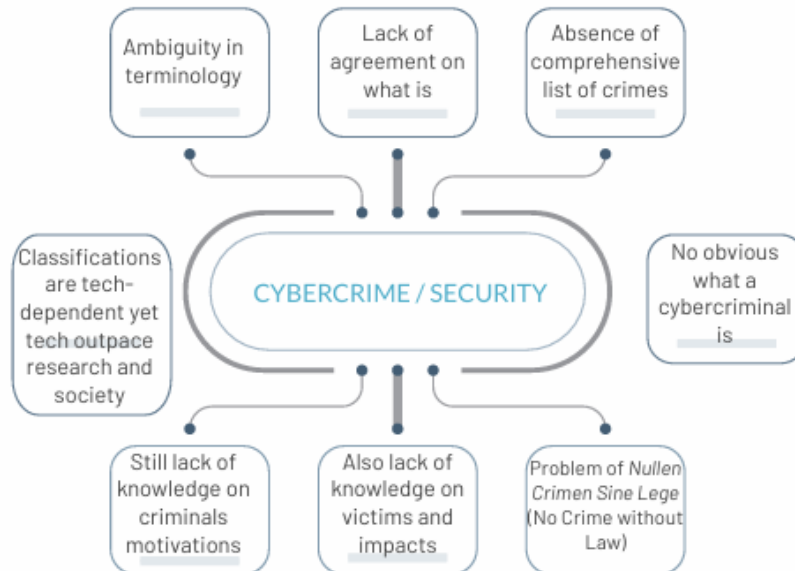 Ambiguity in
terminology
Lack of
agreement on
what is
Absence of
comprehensive
list of crimes
Classifications
are tech-
dependent yet
tech outpace
research and
society
CYBERCRIME / SECURITY
No obvious
what a
cybercriminal
is
Still lack of
knowledge on
criminals
motivations
Also lack of
knowledge on
victims and
impacts
Problem of Nullen
Crimen Sine Lege
(No Crime without
Law)